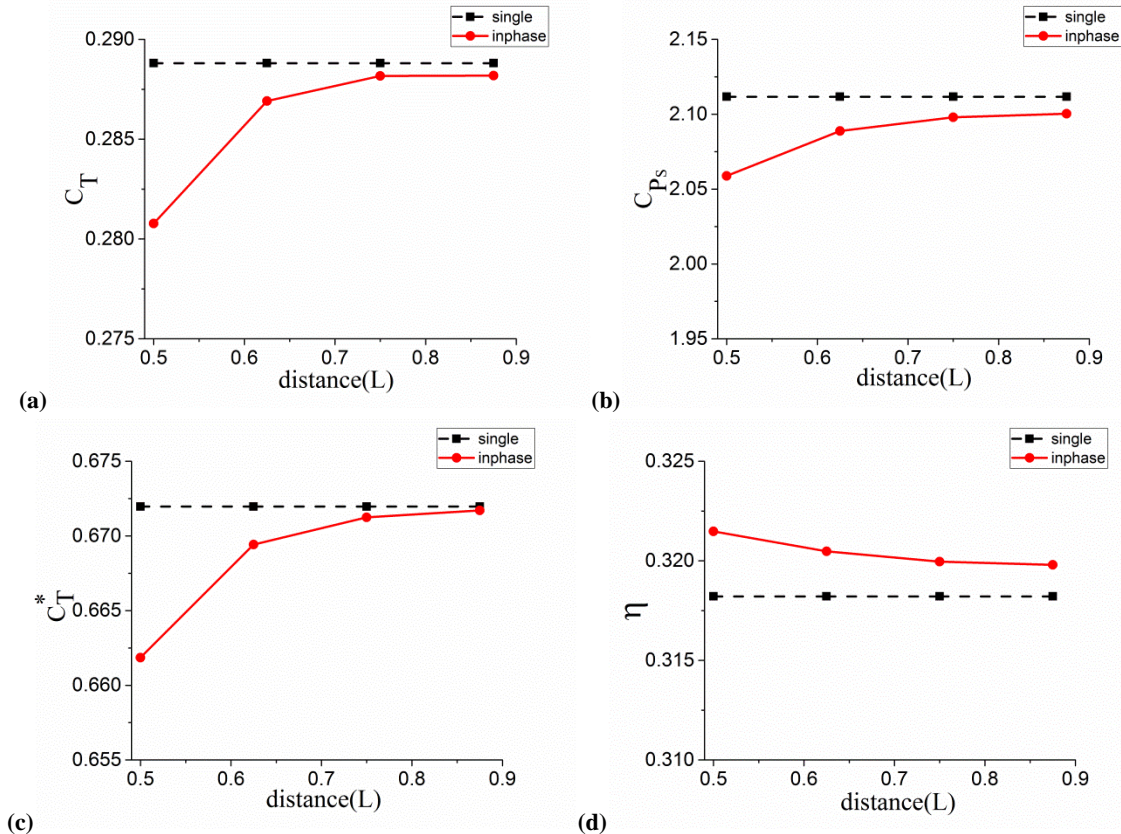 single
inphase
0.290
0.285
0.280
0.275
C_T
0.5 0.6 0.7 0.8 0.9
distance(L)
(a)
single
inphase
2.15
2.10
2.05
2.00
1.95
C_Ps
0.5 0.6 0.7 0.8 0.9
distance(L)
(b)
single
inphase
0.675
0.670
0.665
0.660
0.655
C_T^*
0.5 0.6 0.7 0.8 0.9
distance(L)
(c)
single
inphase
0.325
0.320
0.315
0.310
η
0.5 0.6 0.7 0.8 0.9
distance(L)
(d)